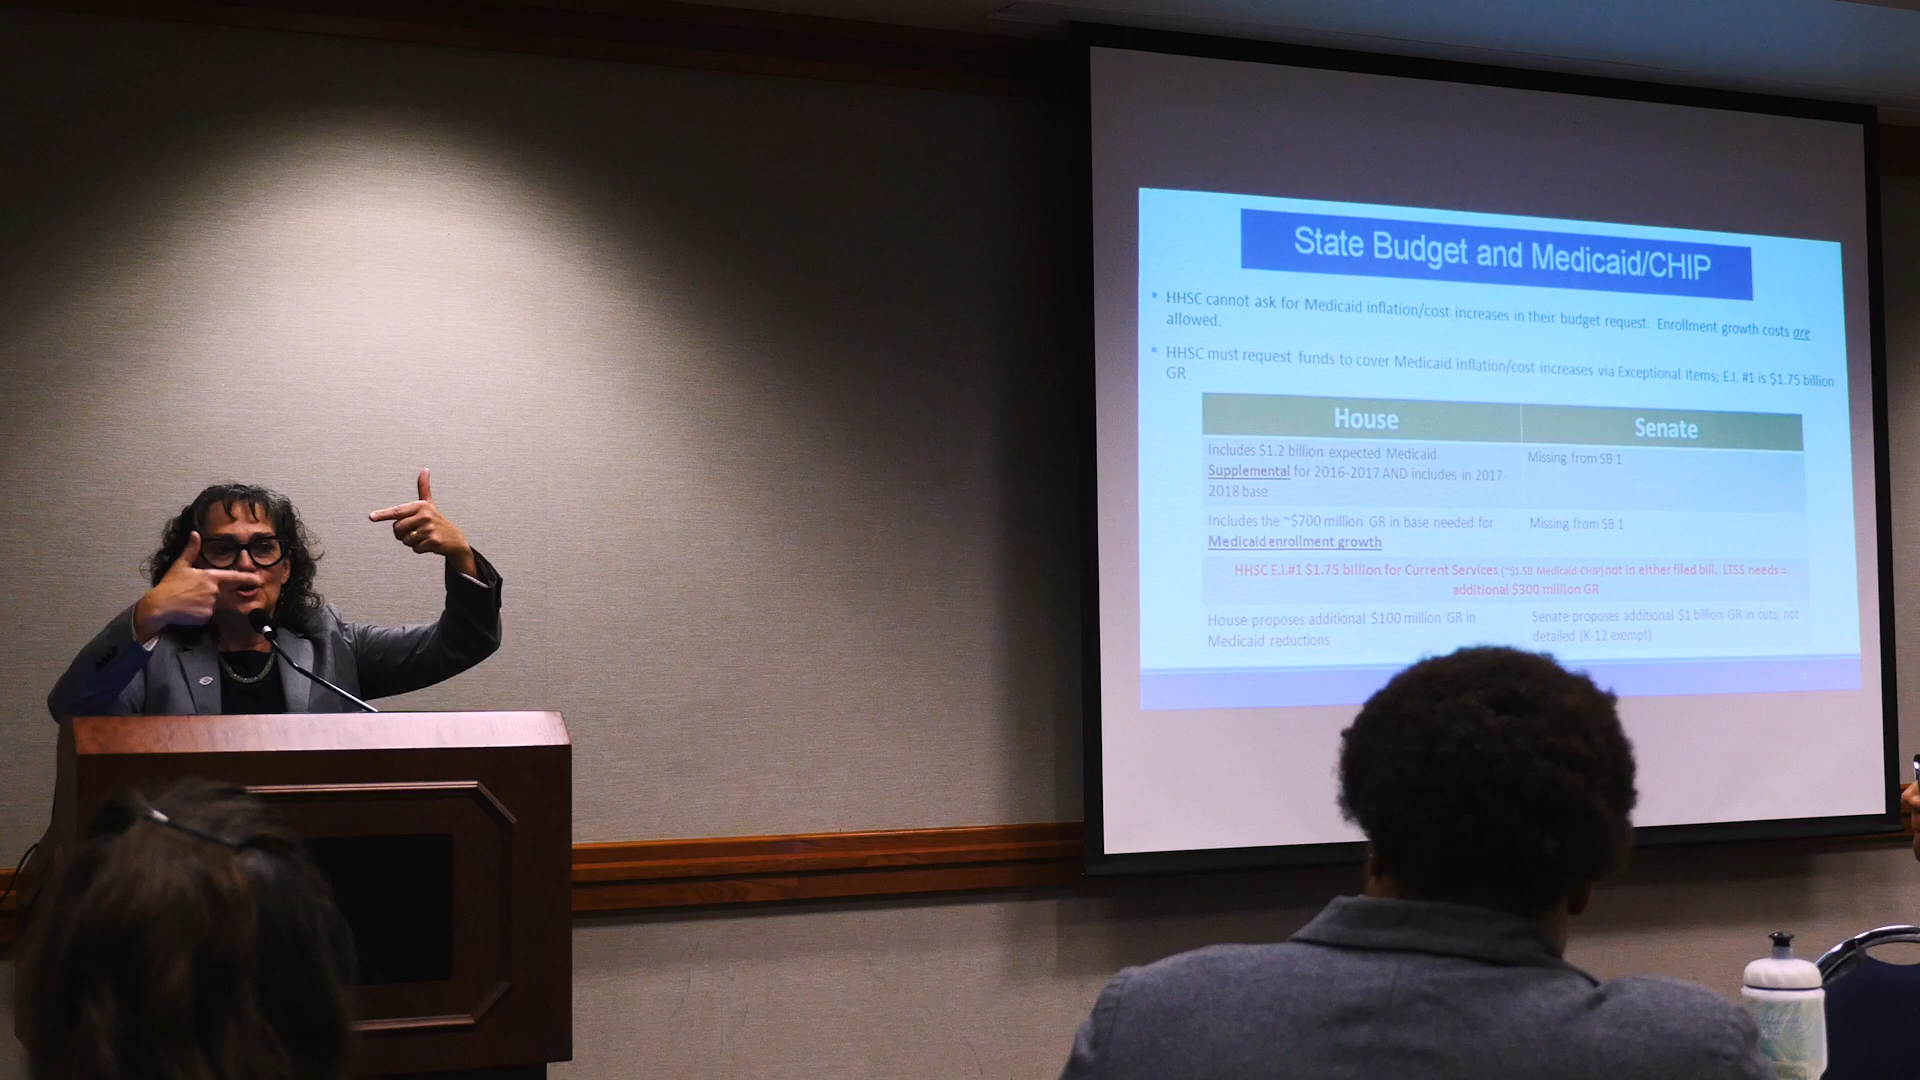 State Budget and Medicaid/CHIP
HHSC cannot ask for Medicaid inflation/cost increases in their budget request. Enrollment growth costs are
allowed.
HHSC must request funds to cover Medicaid inflation/cost increases via Exceptional Items; E.I. #1 is $1.75 billion
GR
House
Senate
Includes $1.2 billion expected Medicaid
Supplemental for 2016-2017 AND includes in 2017-
2018 base
Missing from SB 1
Includes the ~$700 million GR in base needed for
Medicaid enrollment growth
Missing from SB 1
HHSC E.I.#1 $1.75 billion for Current Services (~$1.5B Medicaid-CHIP) not in either filed bill. LTSS needs =
additional $300 million GR
House proposes additional $100 million GR in
Medicaid reductions
Senate proposes additional $1 billion GR in cuts, not
detailed (K-12 exempt)